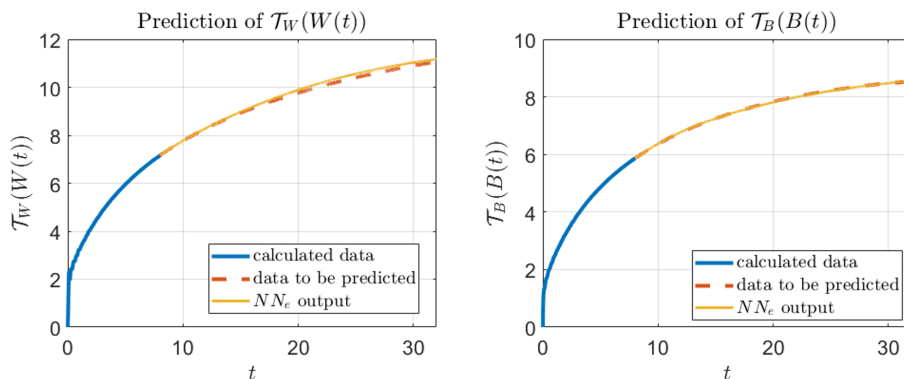 Prediction of 𝒯_W(W(t))
12
10
8
6
4
2
0
0 10 20 30
𝒯_W(W(t))
t
calculated data
data to be predicted
NN_e output
Prediction of 𝒯_B(B(t))
10
8
6
4
2
0
0 10 20 30
𝒯_B(B(t))
t
calculated data
data to be predicted
NN_e output